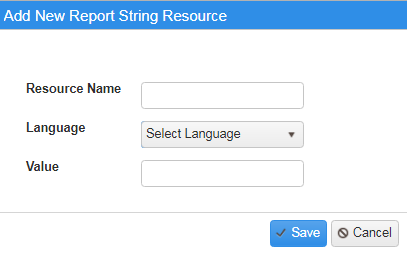 Add New Report String Resource
Resource Name
Language
Select Language
Value
Save
Cancel